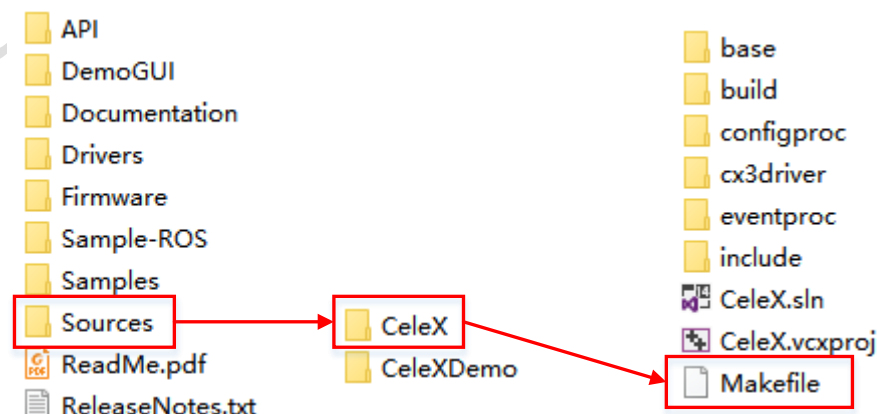 API
DemoGUI
Documentation
Drivers
Firmware
Sample-ROS
Samples
Sources
ReadMe.pdf
ReleaseNotes.txt
CeleX
CeleXDemo
base
build
configproc
cx3driver
eventproc
include
CeleX.sln
CeleX.vcxproj
Makefile